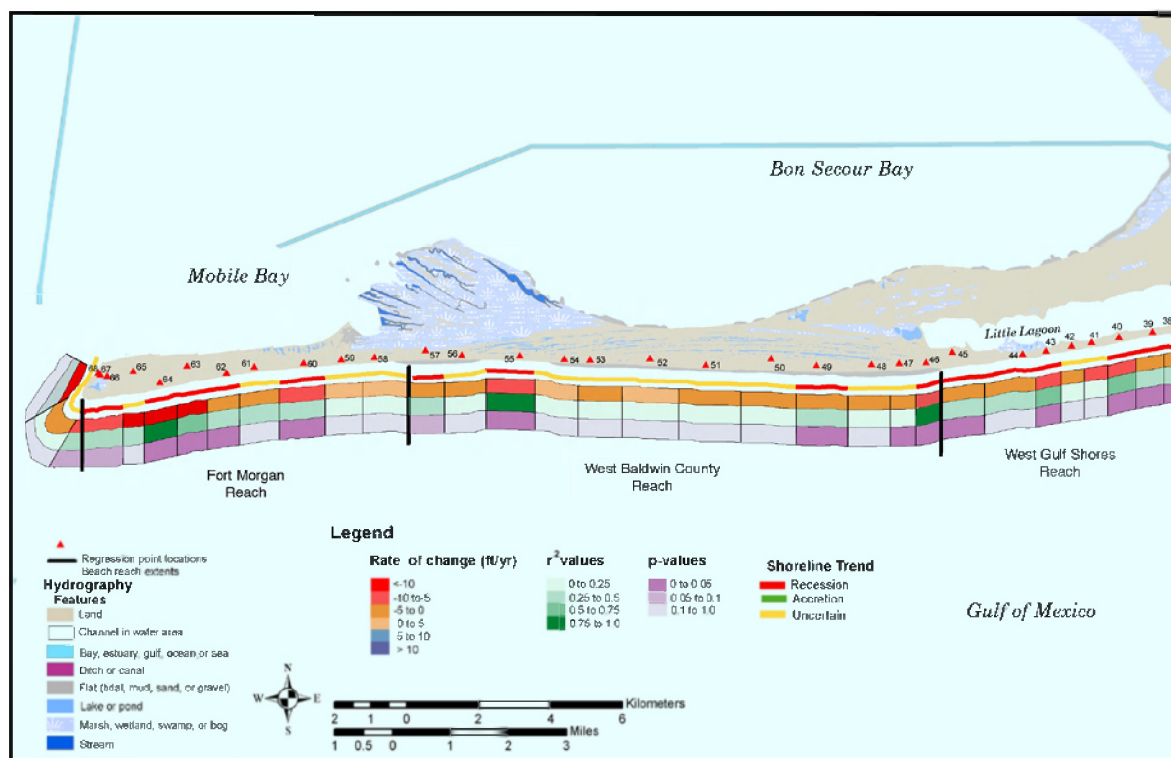 Bon Secour Bay
Mobile Bay
Little Lagoon
68 67 66 65 64 63 62 61 60 59 58 57 56 55 54 53 52 51 50 49 48 47 46 45 44 43 42 41 40 39
Fort Morgan
Reach
West Baldwin County
Reach
West Gulf Shores
Reach
Gulf of Mexico
Regression point locations
Beach reach extents
Hydrography
Features
Land
Channel in water area
Bay, estuary, gulf, ocean or sea
Ditch or canal
Flat (tidal, mud, sand, or gravel)
Lake or pond
Marsh, wetland, swamp, or bog
Stream
Legend
Rate of change (ft/yr)
<-10
-10 to -5
-5 to 0
0 to 5
5 to 10
> 10
r² values
0 to 0.25
0.25 to 0.5
0.5 to 0.75
0.75 to 1.0
p-values
0 to 0.05
0.05 to 0.1
0.1 to 1.0
Shoreline Trend
Recession
Accretion
Uncertain
N
W E
S
Kilometers
2 1 0 2 4 6
Miles
1 0.5 0 1 2 3